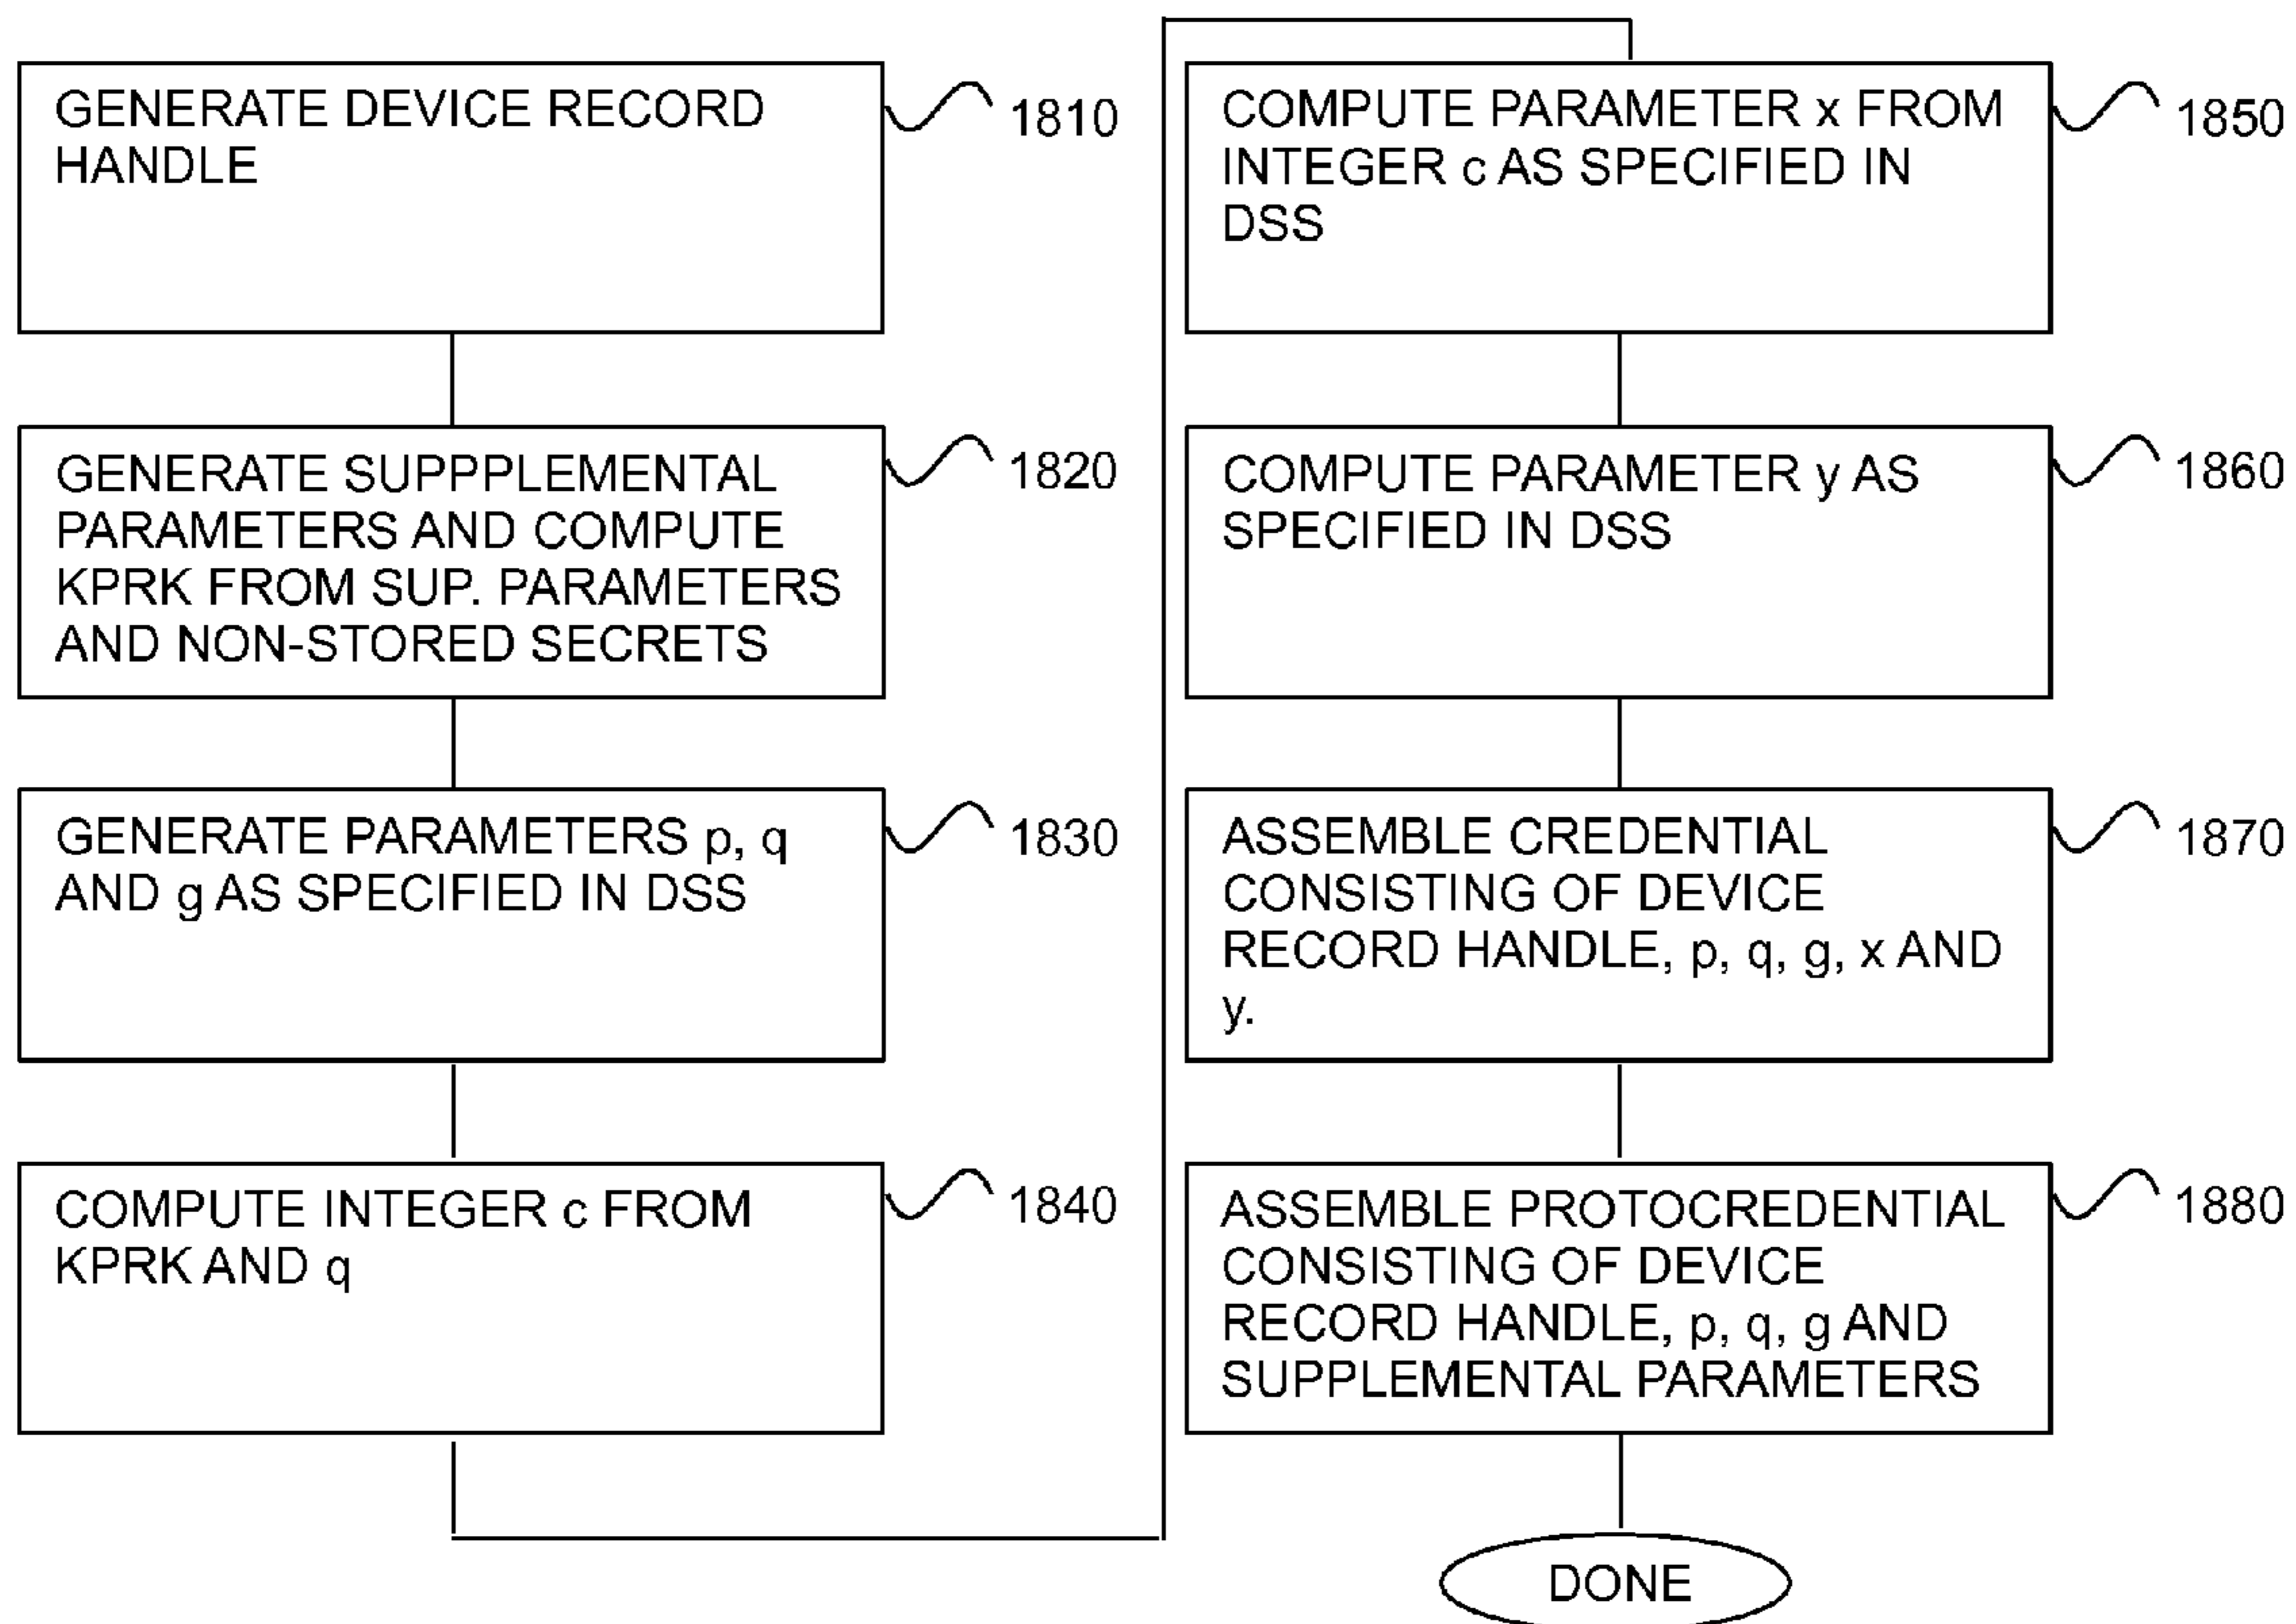 GENERATE DEVICE RECORD
HANDLE
1810
GENERATE SUPPPLEMENTAL
PARAMETERS AND COMPUTE
KPRK FROM SUP. PARAMETERS
AND NON-STORED SECRETS
1820
GENERATE PARAMETERS p, q
AND g AS SPECIFIED IN DSS
1830
COMPUTE INTEGER c FROM
KPRK AND q
1840
COMPUTE PARAMETER x FROM
INTEGER c AS SPECIFIED IN
DSS
1850
COMPUTE PARAMETER y AS
SPECIFIED IN DSS
1860
ASSEMBLE CREDENTIAL
CONSISTING OF DEVICE
RECORD HANDLE, p, q, g, x AND
y.
1870
ASSEMBLE PROTOCREDENTIAL
CONSISTING OF DEVICE
RECORD HANDLE, p, q, g AND
SUPPLEMENTAL PARAMETERS
1880
DONE